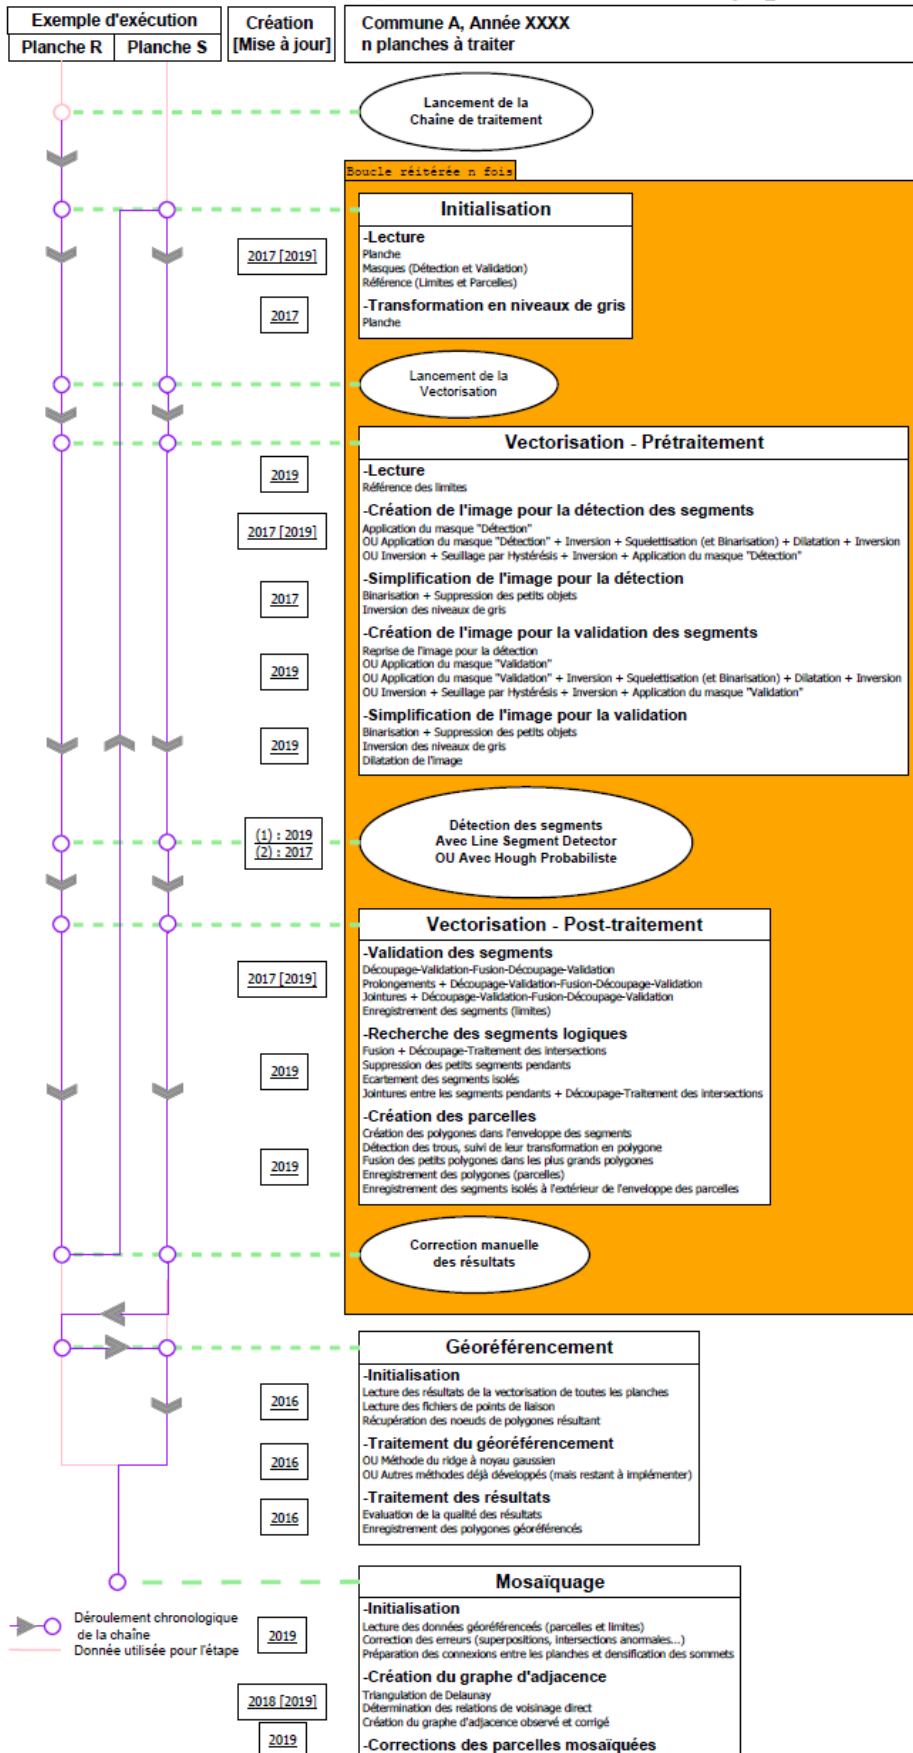 Exemple d'exécution
Planche R
Planche S
Création
[Mise à jour]
Commune A, Année XXXX
n planches à traiter
Lancement de la
Chaîne de traitement
Boucle réitérée n fois
Initialisation
-Lecture
Planche
Masques (Détection et Validation)
Référence (Limites et Parcelles)
2017 [2019]
-Transformation en niveaux de gris
Planche
2017
Lancement de la
Vectorisation
Vectorisation - Prétraitement
-Lecture
Référence des limites
2019
-Création de l'image pour la détection des segments
Application du masque "Détection"
OU Application du masque "Détection" + Inversion + Squelettisation (et Binarisation) + Dilatation + Inversion
OU Inversion + Seuillage par Hystérésis + Inversion + Application du masque "Détection"
2017 [2019]
-Simplification de l'image pour la détection
Binarisation + Suppression des petits objets
Inversion des niveaux de gris
2017
-Création de l'image pour la validation des segments
Reprise de l'image pour la détection
OU Application du masque "Validation"
OU Application du masque "Validation" + Inversion + Squelettisation (et Binarisation) + Dilatation + Inversion
OU Inversion + Seuillage par Hystérésis + Inversion + Application du masque "Validation"
2019
-Simplification de l'image pour la validation
Binarisation + Suppression des petits objets
Inversion des niveaux de gris
Dilatation de l'image
2019
(1) : 2019
(2) : 2017
Détection des segments
Avec Line Segment Detector
OU Avec Hough Probabiliste
Vectorisation - Post-traitement
-Validation des segments
Découpage-Validation-Fusion-Découpage-Validation
Prolongements + Découpage-Validation-Fusion-Découpage-Validation
Jointures + Découpage-Validation-Fusion-Découpage-Validation
Enregistrement des segments (limites)
2017 [2019]
-Recherche des segments logiques
Fusion + Découpage-Traitement des intersections
Suppression des petits segments pendants
Ecartement des segments isolés
Jointures entre les segments pendants + Découpage-Traitement des intersections
2019
-Création des parcelles
Création des polygones dans l'enveloppe des segments
Détection des trous, suivi de leur transformation en polygone
Fusion des petits polygones dans les plus grands polygones
Enregistrement des polygones (parcelles)
Enregistrement des segments isolés à l'extérieur de l'enveloppe des parcelles
2019
Correction manuelle
des résultats
Géoréférencement
-Initialisation
Lecture des résultats de la vectorisation de toutes les planches
Lecture des fichiers de points de liaison
Récupération des noeuds de polygones résultant
2016
-Traitement du géoréférencement
OU Méthode du ridge à noyau gaussien
OU Autres méthodes déjà développés (mais restant à implémenter)
2016
-Traitement des résultats
Evaluation de la qualité des résultats
Enregistrement des polygones géoréférencés
2016
Mosaïquage
-Initialisation
Lecture des données géoréférenceés (parcelles et limites)
Correction des erreurs (superpositions, intersections anormales...)
Préparation des connexions entre les planches et densification des sommets
2019
Déroulement chronologique
de la chaîne
Donnée utilisée pour l'étape
-Création du graphe d'adjacence
Triangulation de Delaunay
Détermination des relations de voisinage direct
Création du graphe d'adjacence observé et corrigé
2018 [2019]
2019
-Corrections des parcelles mosaïquées